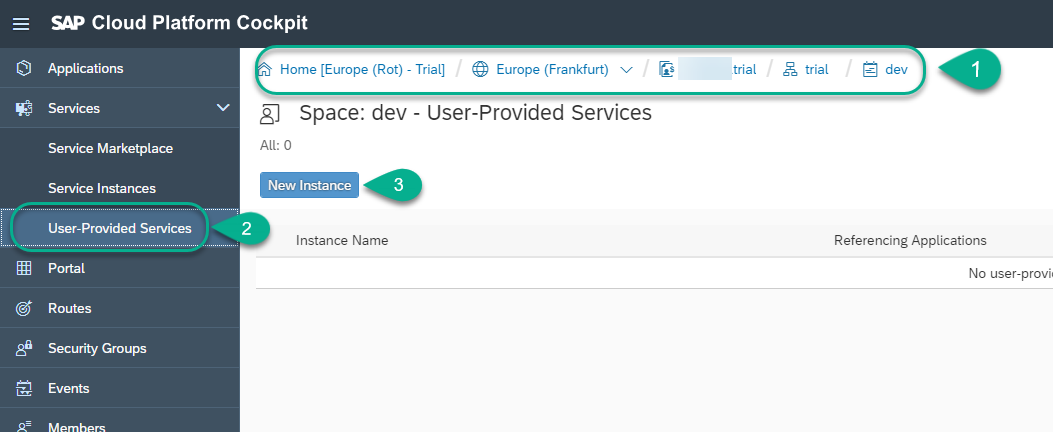 SAP Cloud Platform Cockpit
Home [Europe (Rot) - Trial] / Europe (Frankfurt) / trial / trial / dev
1
Applications
Services
Service Marketplace
Service Instances
User-Provided Services
2
Portal
Routes
Security Groups
Events
Members
Space: dev - User-Provided Services
All: 0
New Instance
3
Instance Name Referencing Applications
No user-provi